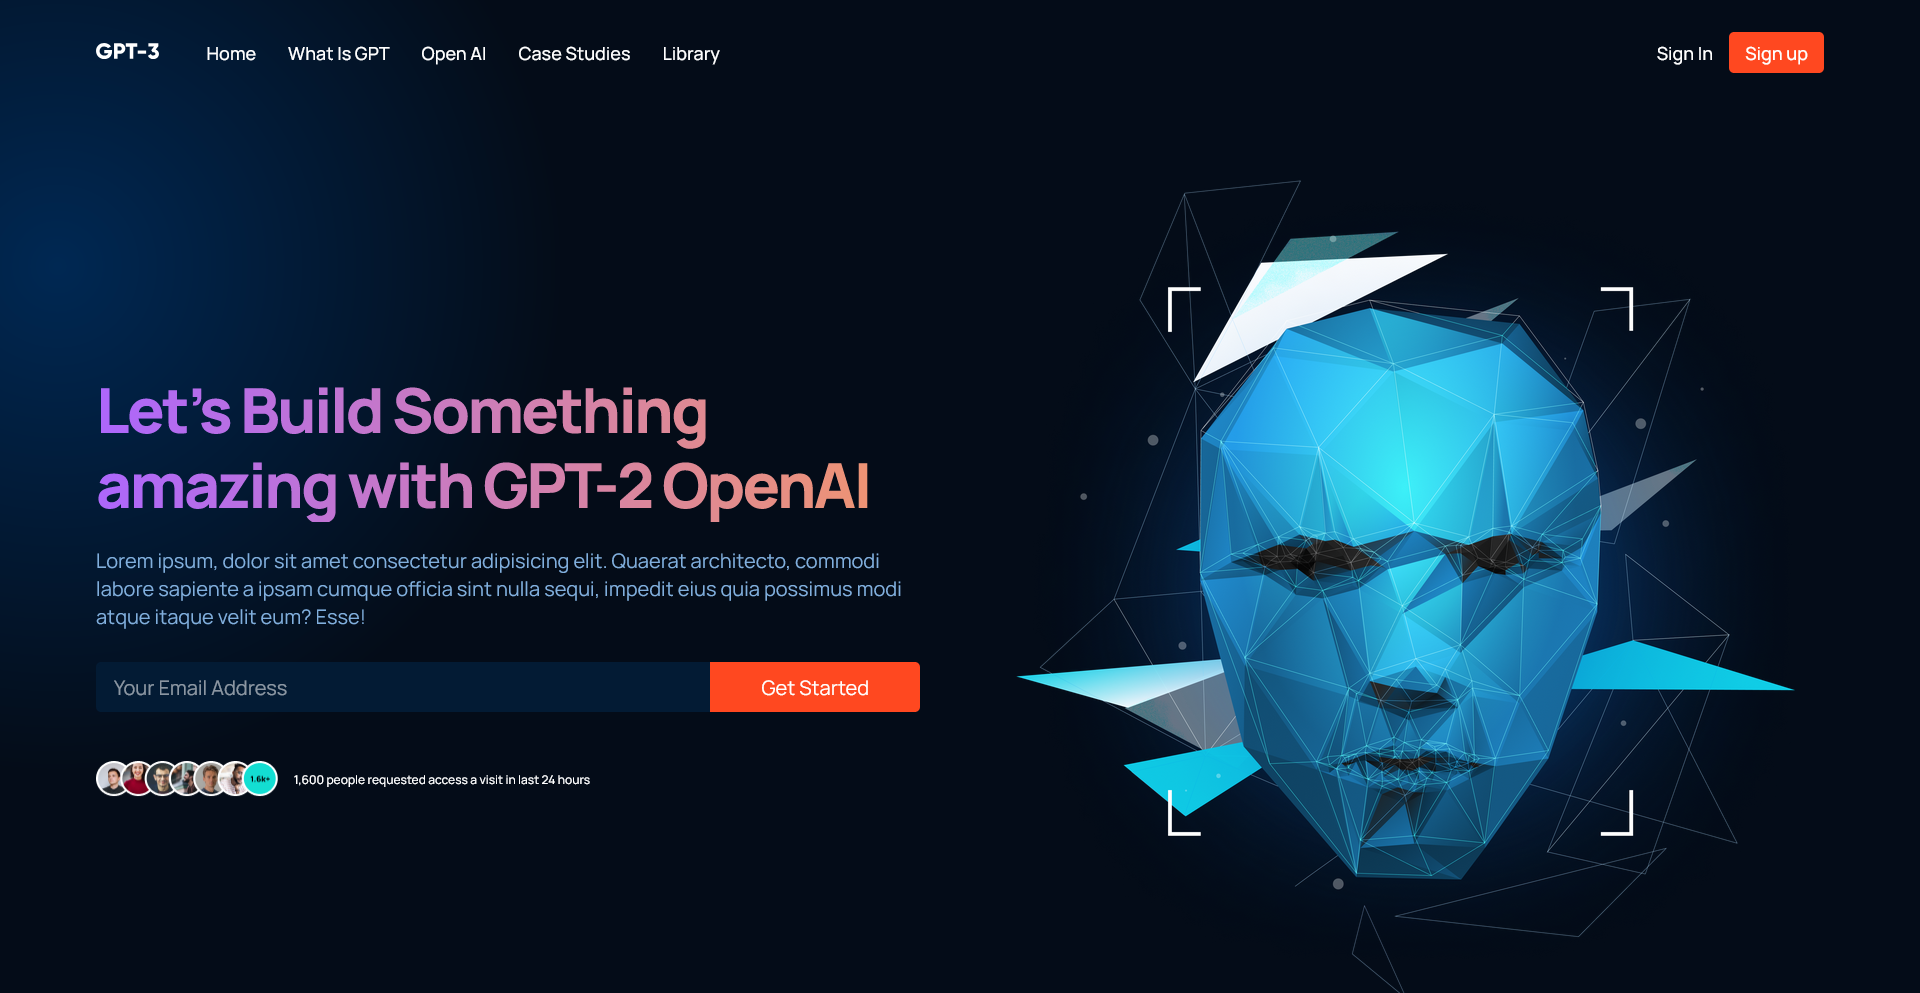 GPT-3
Home
What Is GPT
Open AI
Case Studies
Library
Sign In
Sign up
Let's Build Something
amazing with GPT-2 OpenAI
Lorem ipsum, dolor sit amet consectetur adipisicing elit. Quaerat architecto, commodi
labore sapiente a ipsam cumque officia sint nulla sequi, impedit eius quia possimus modi
atque itaque velit eum? Esse!
Your Email Address
Get Started
1.6k+
1,600 people requested access a visit in last 24 hours